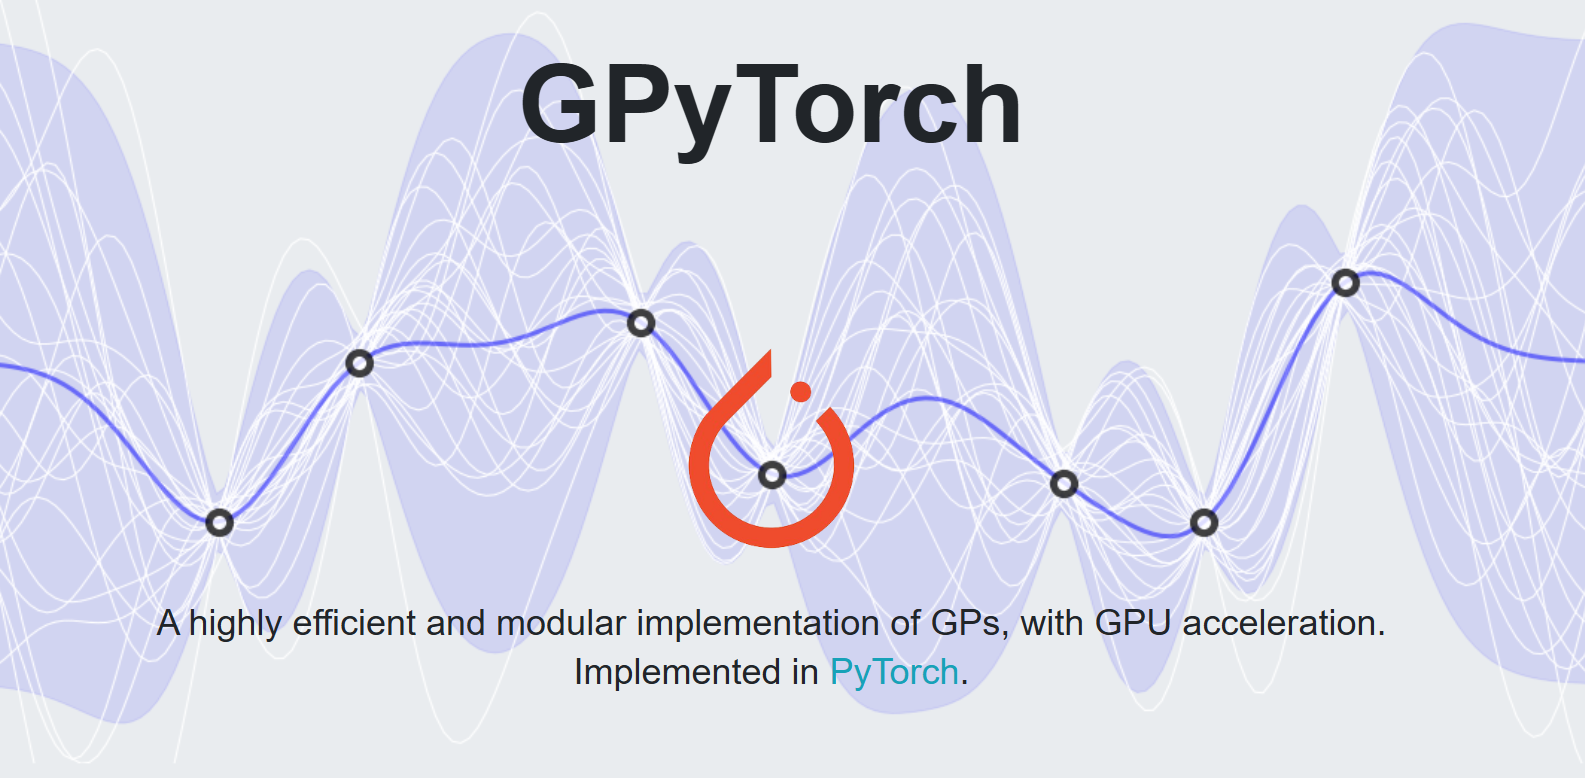 GPyTorch
A highly efficient and modular implementation of GPs, with GPU acceleration.
Implemented in PyTorch.